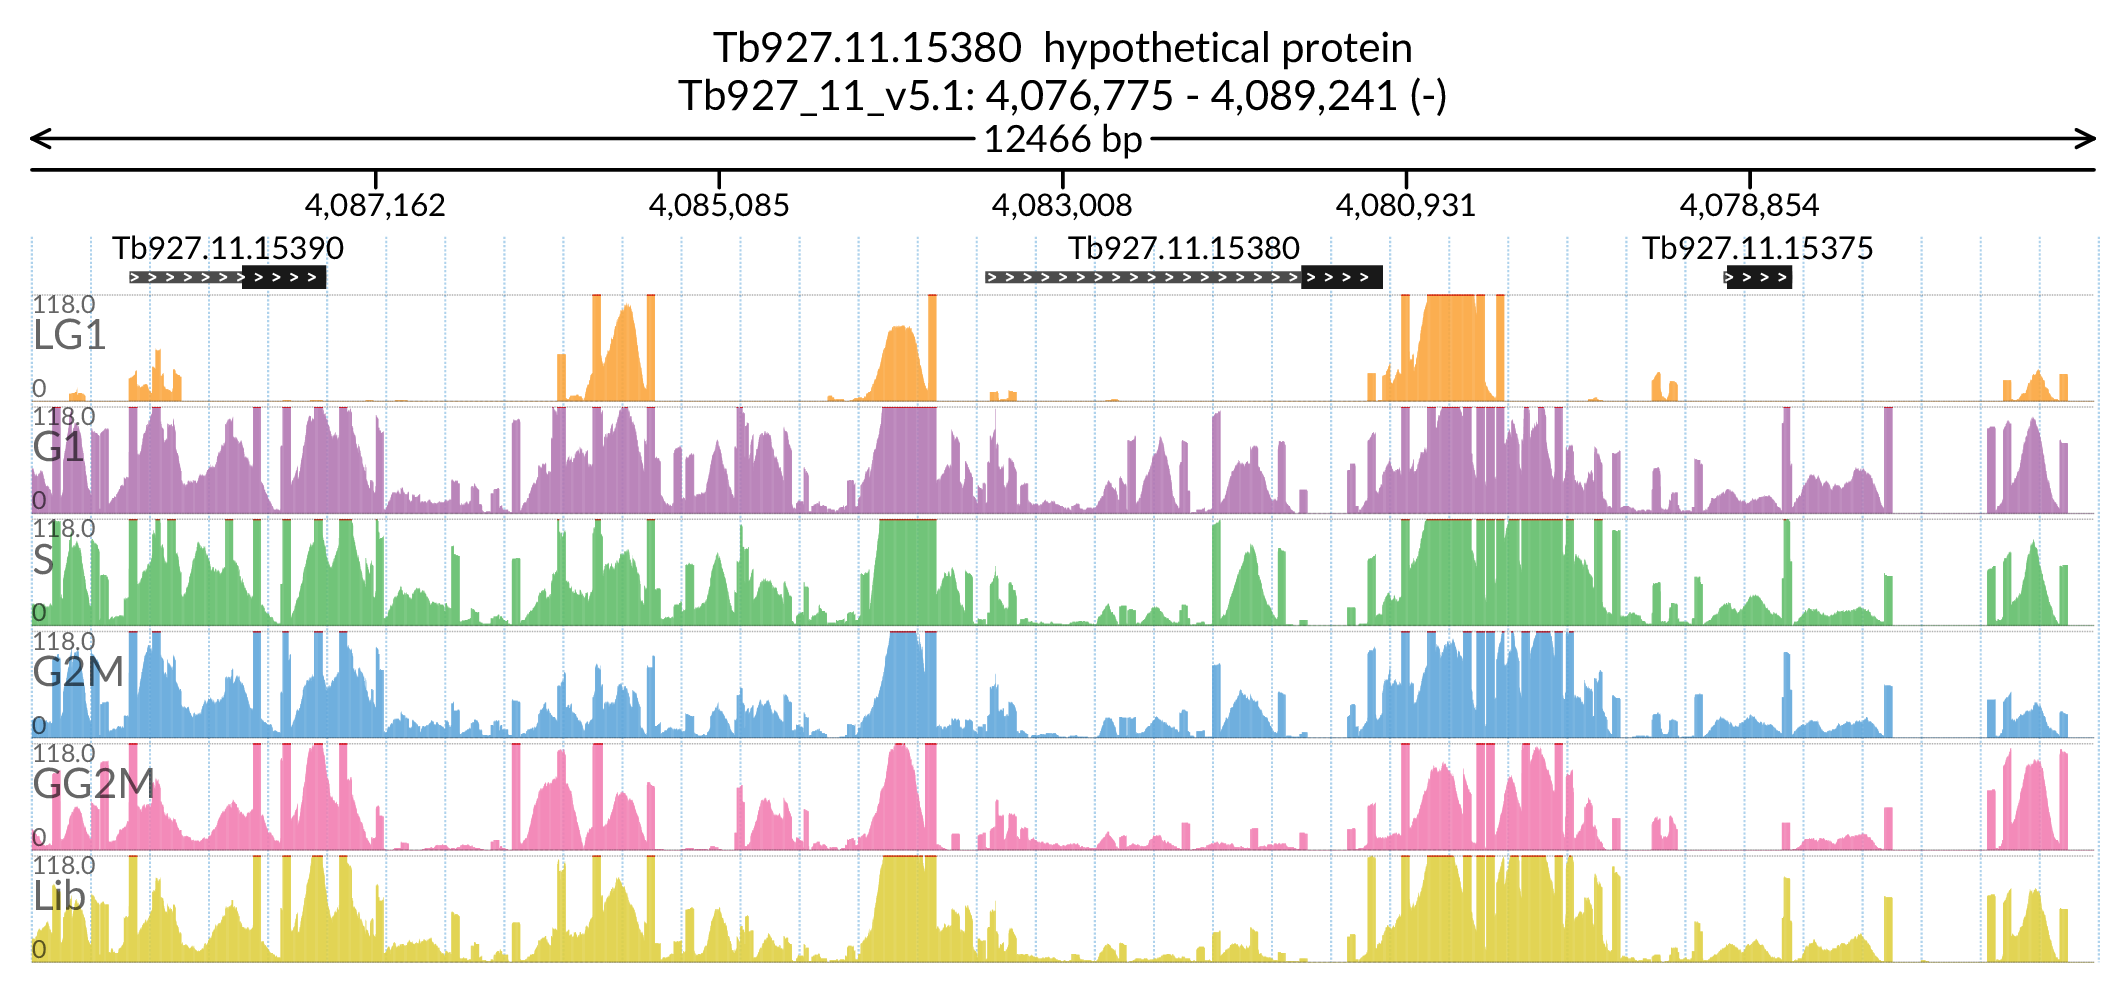 Tb927.11.15380 hypothetical protein
Tb927_11_v5.1: 4,076,775 - 4,089,241 (-)
12466 bp
4,087,162 4,085,085 4,083,008 4,080,931 4,078,854
Tb927.11.15390 Tb927.11.15380 Tb927.11.15375
118.0
LG1
0
118.0
G1
0
118.0
S
0
118.0
G2M
0
118.0
GG2M
0
118.0
Lib
0